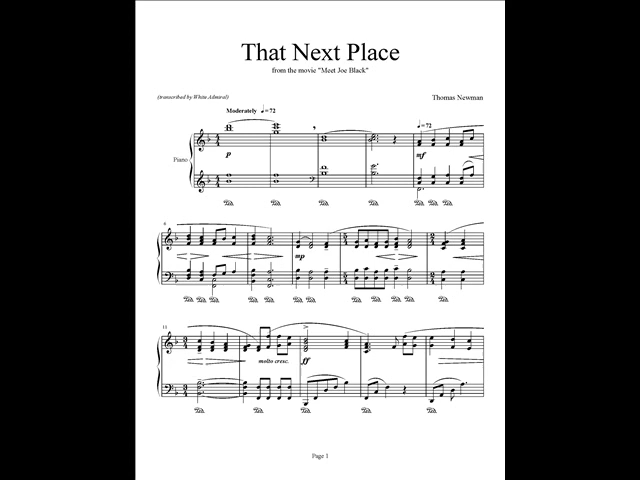 That Next Place
from the movie "Meet Joe Black"
(transcribed by White Admiral)
Thomas Newman
Moderately ♩=72
♩=72
Piano
p
mf
6
mp
11
molto cresc.
ff
Page 1